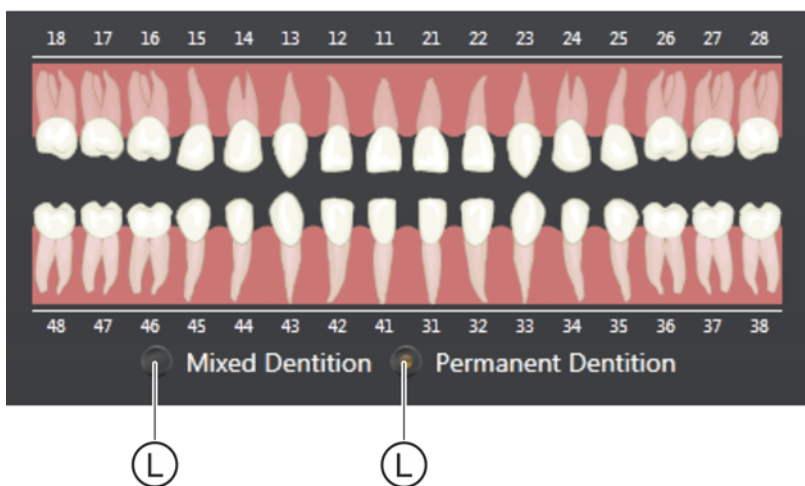 18 17 16 15 14 13 12 11 21 22 23 24 25 26 27 28
48 47 46 45 44 43 42 41 31 32 33 34 35 36 37 38
Mixed Dentition Permanent Dentition
L L